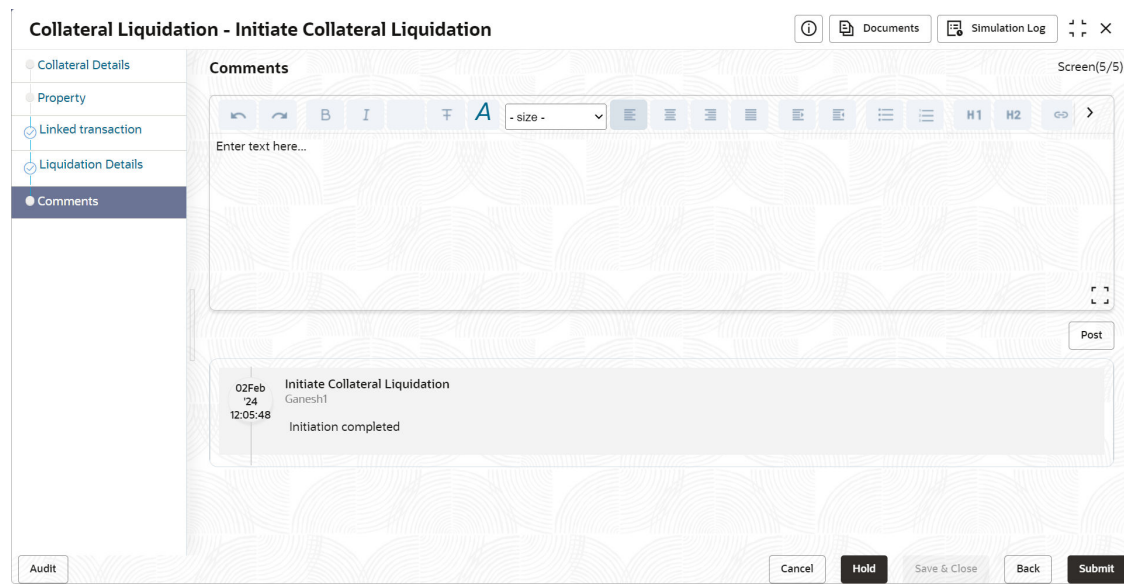 Collateral Liquidation - Initiate Collateral Liquidation
Documents
Simulation Log
Collateral Details
Property
Linked transaction
Liquidation Details
Comments
Comments
Screen(5/5)
B I T A - size - H1 H2
Enter text here...
Post
02Feb
'24
12:05:48
Initiate Collateral Liquidation
Ganesh1
Initiation completed
Audit
Cancel
Hold
Save & Close
Back
Submit